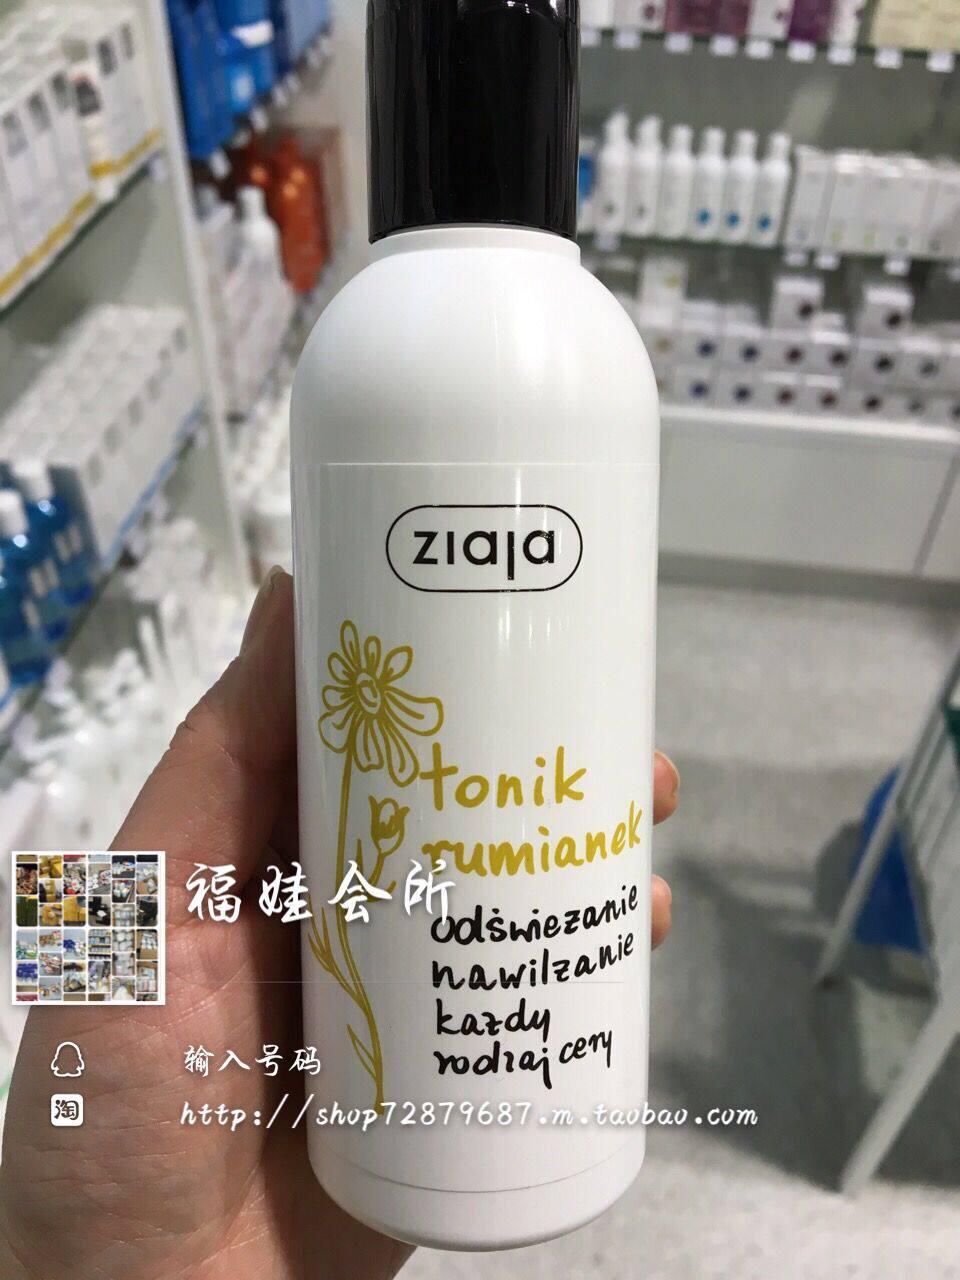 ziaja
tonik
rumianek
odświeżanie
nawilżanie
każdy
rodzaj cery
福娃会所
输入号码
淘
http://shop72879687.m.taobao.com